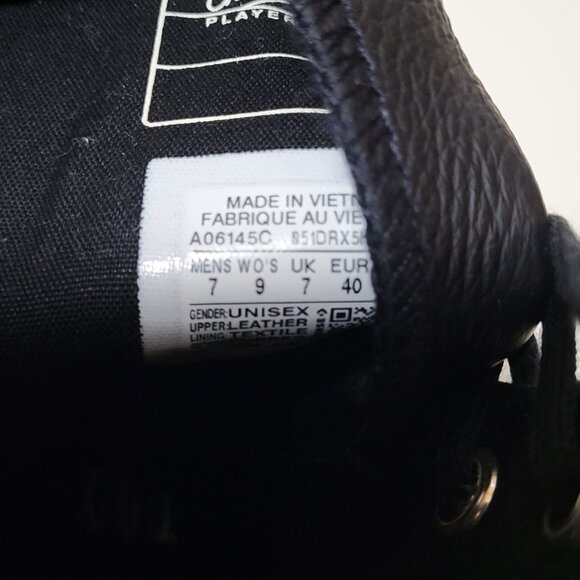 PLAYER
MADE IN VIETN
FABRIQUE AU VIE
A06145C
MENS WO'S UK EUR
7 9 7 40
GENDER:UNISEX
UPPER:LEATHER
LINING:TEXTILE